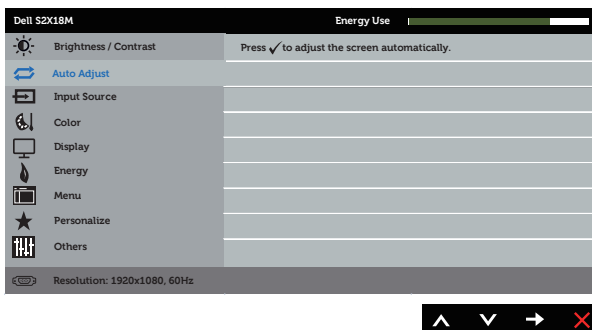 Dell S2X18M Energy Use
Brightness / Contrast Press ✓ to adjust the screen automatically.
Auto Adjust
Input Source
Color
Display
Energy
Menu
Personalize
Others
Resolution: 1920x1080, 60Hz